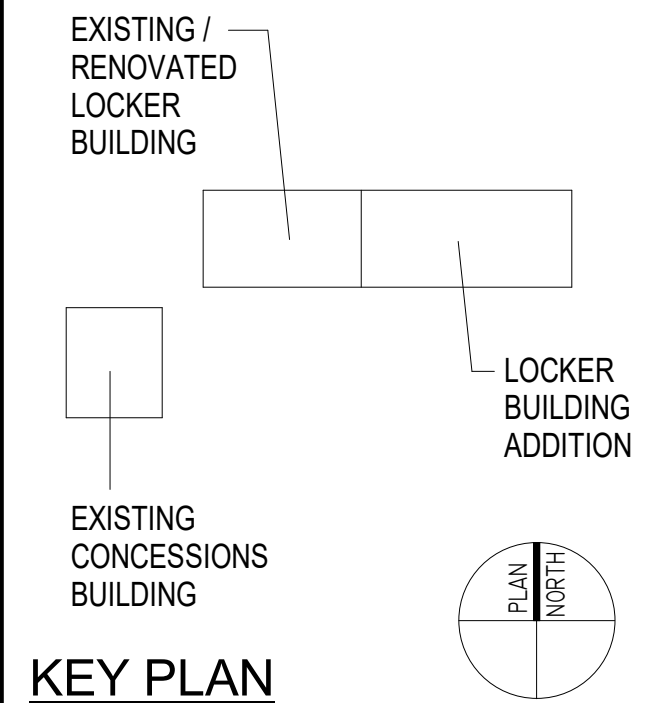 EXISTING /
RENOVATED
LOCKER
BUILDING
LOCKER
BUILDING
ADDITION
EXISTING
CONCESSIONS
BUILDING
PLAN
NORTH
KEY PLAN